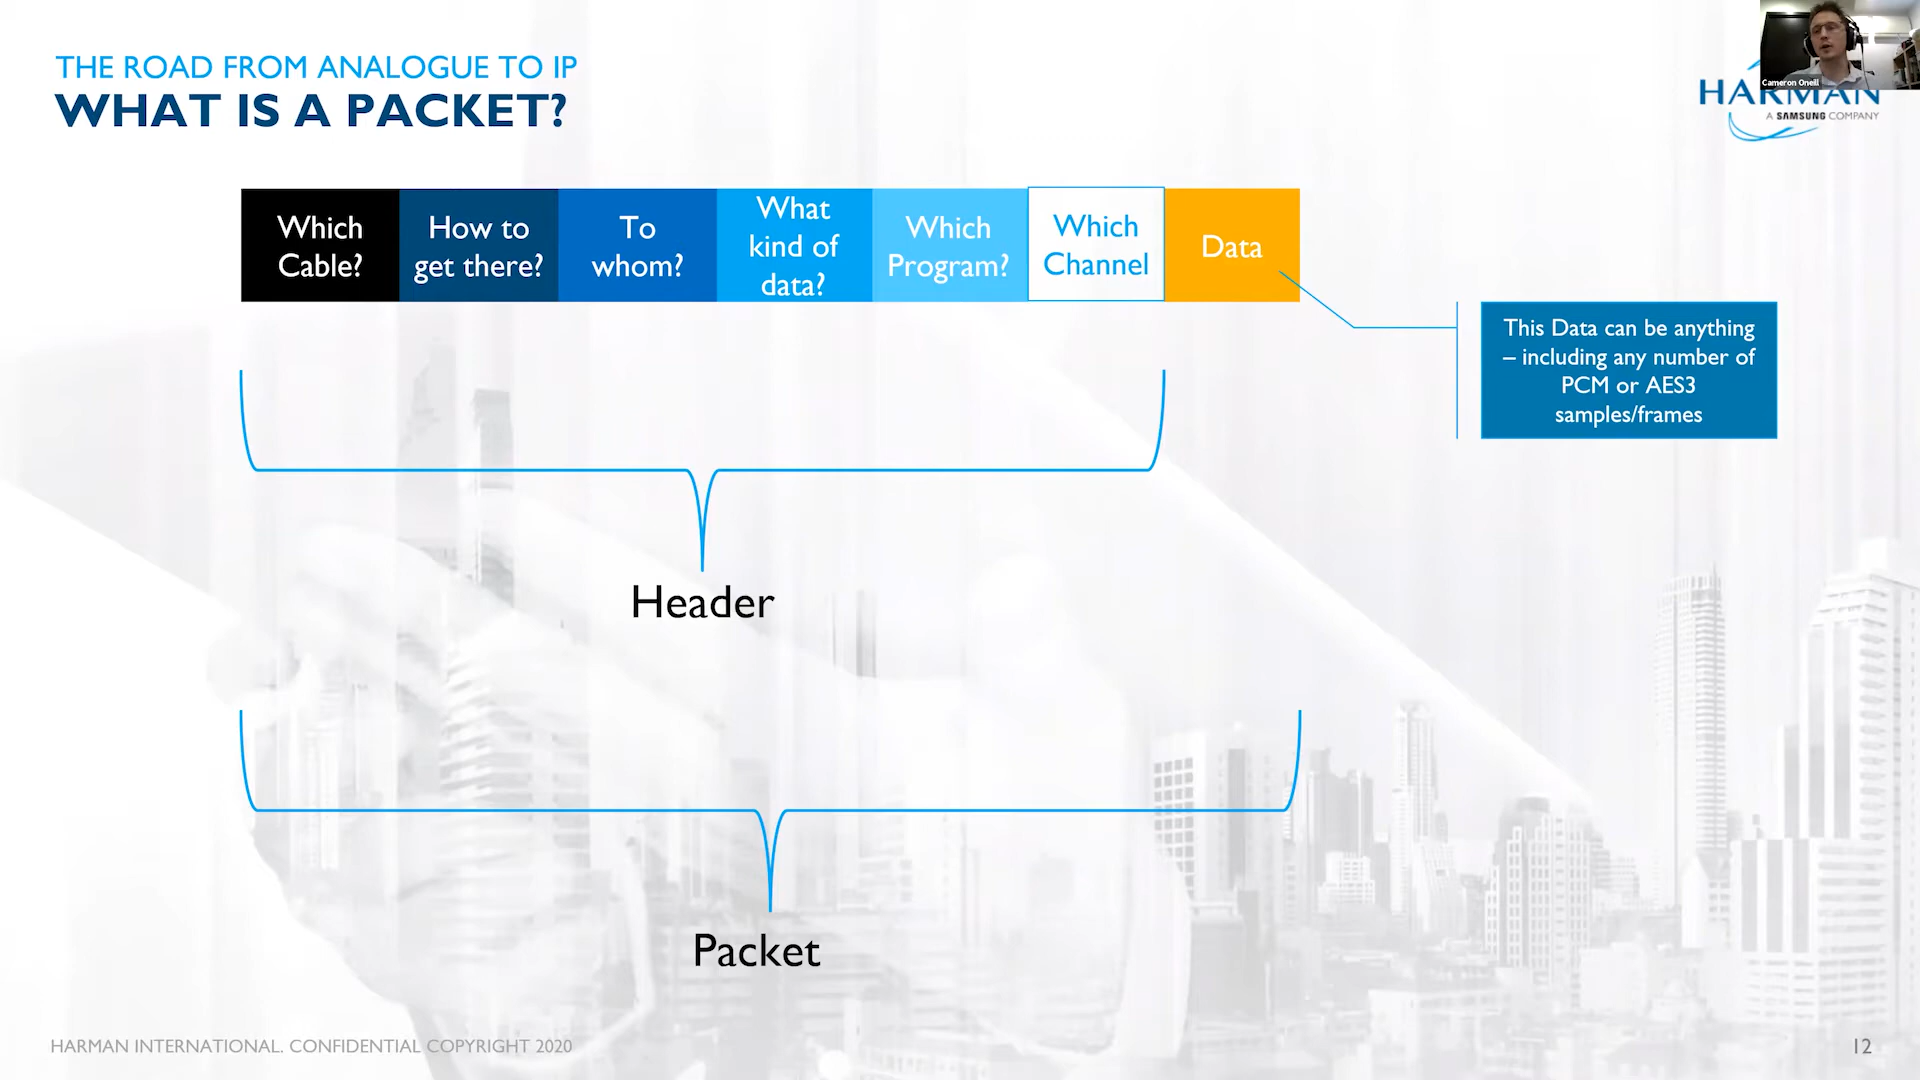 THE ROAD FROM ANALOGUE TO IP
WHAT IS A PACKET?
Cameron Oneill
HARMAN
A SAMSUNG COMPANY
Which
Cable?
How to
get there?
To
whom?
What
kind of
data?
Which
Program?
Which
Channel
Data
This Data can be anything
– including any number of
PCM or AES3
samples/frames
Header
Packet
HARMAN INTERNATIONAL. CONFIDENTIAL COPYRIGHT 2020
12